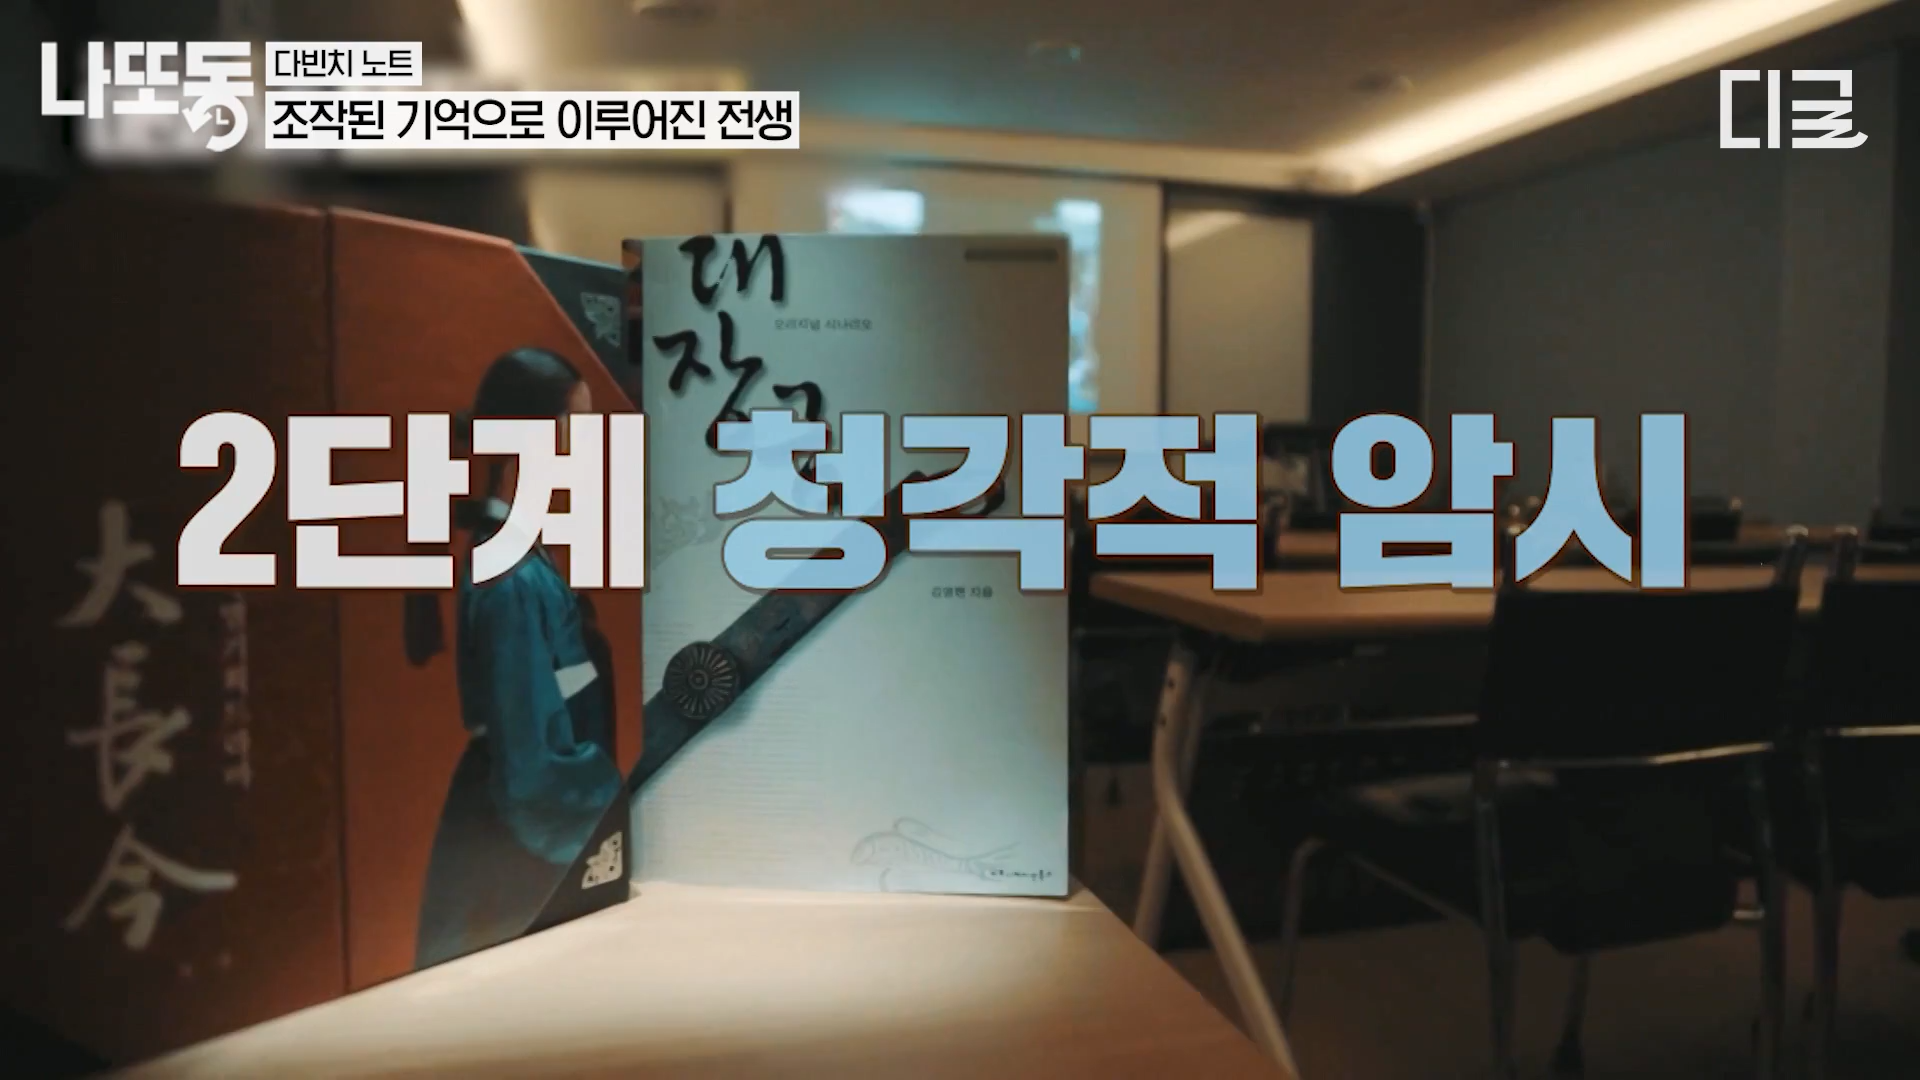 나또동
다빈치 노트
조작된 기억으로 이루어진 전생
디글
대
장금
오리지널 시나리오
2단계 청각적 암시
김영현 지음
大長今